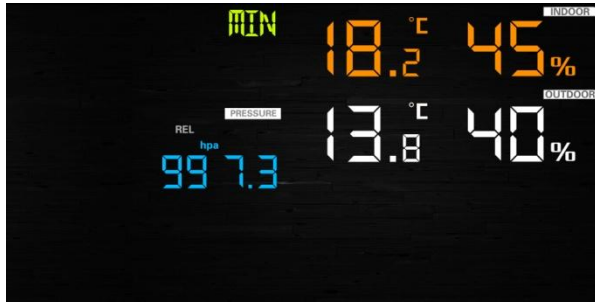 MIN
INDOOR
18.2 °C 45%
OUTDOOR
13.8 °C 40%
PRESSURE
REL
hpa
997.3